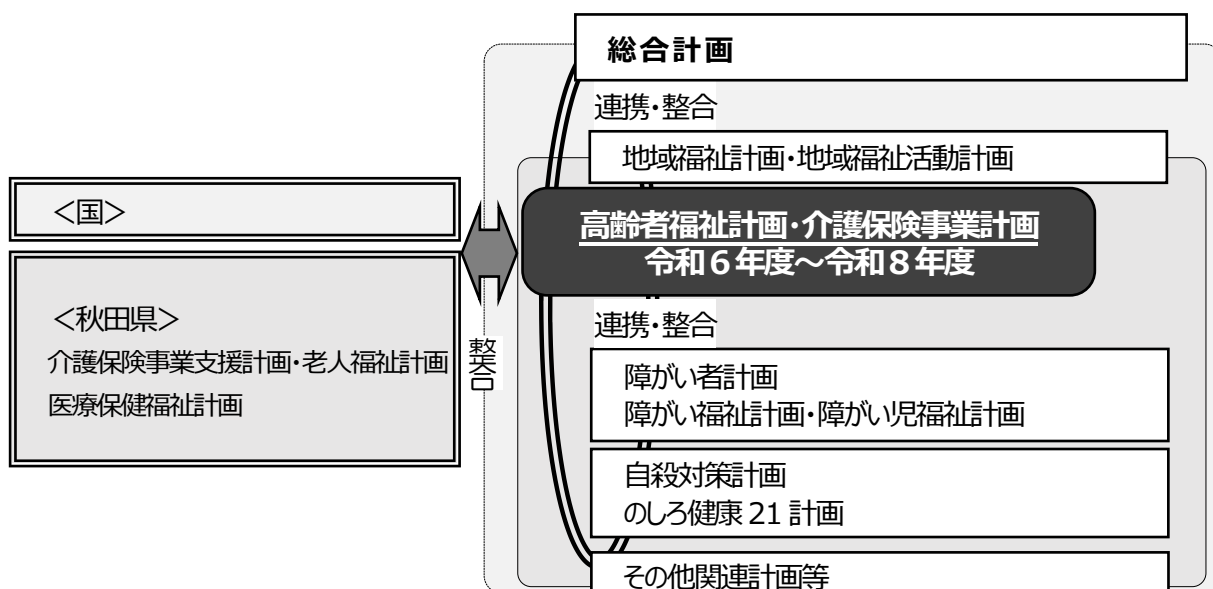 総合計画
連携・整合
地域福祉計画・地域福祉活動計画
＜国＞
高齢者福祉計画・介護保険事業計画
令和６年度～令和８年度
＜秋田県＞
介護保険事業支援計画・老人福祉計画
医療保健福祉計画
整合
連携・整合
障がい者計画
障がい福祉計画・障がい児福祉計画
自殺対策計画
のしろ健康 21 計画
その他関連計画等